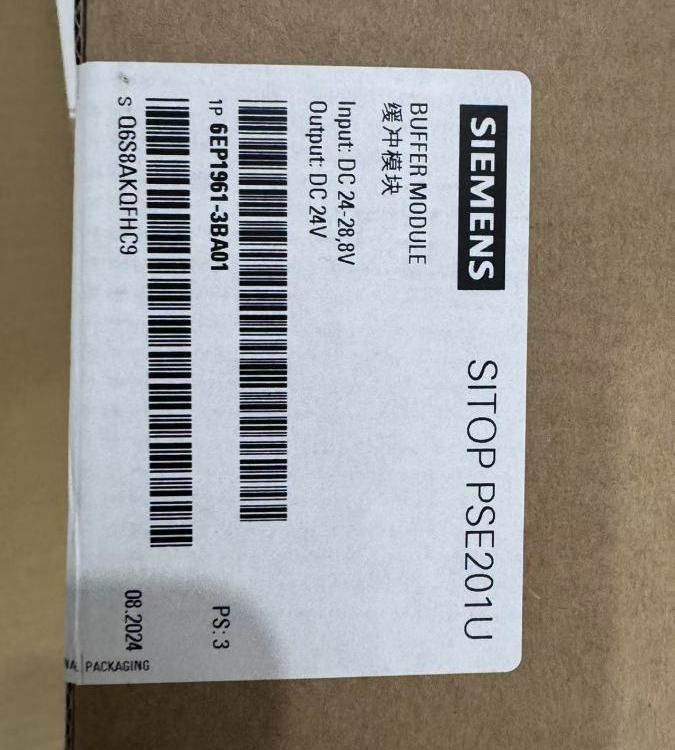 SIEMENS
SITOP PSE201U
BUFFER MODULE
缓冲模块
Input: DC 24-28,8V
Output: DC 24V
1P 6EP1961-3BA01
PS: 3
S Q6S8AKQFHC9
08.2024
PACKAGING